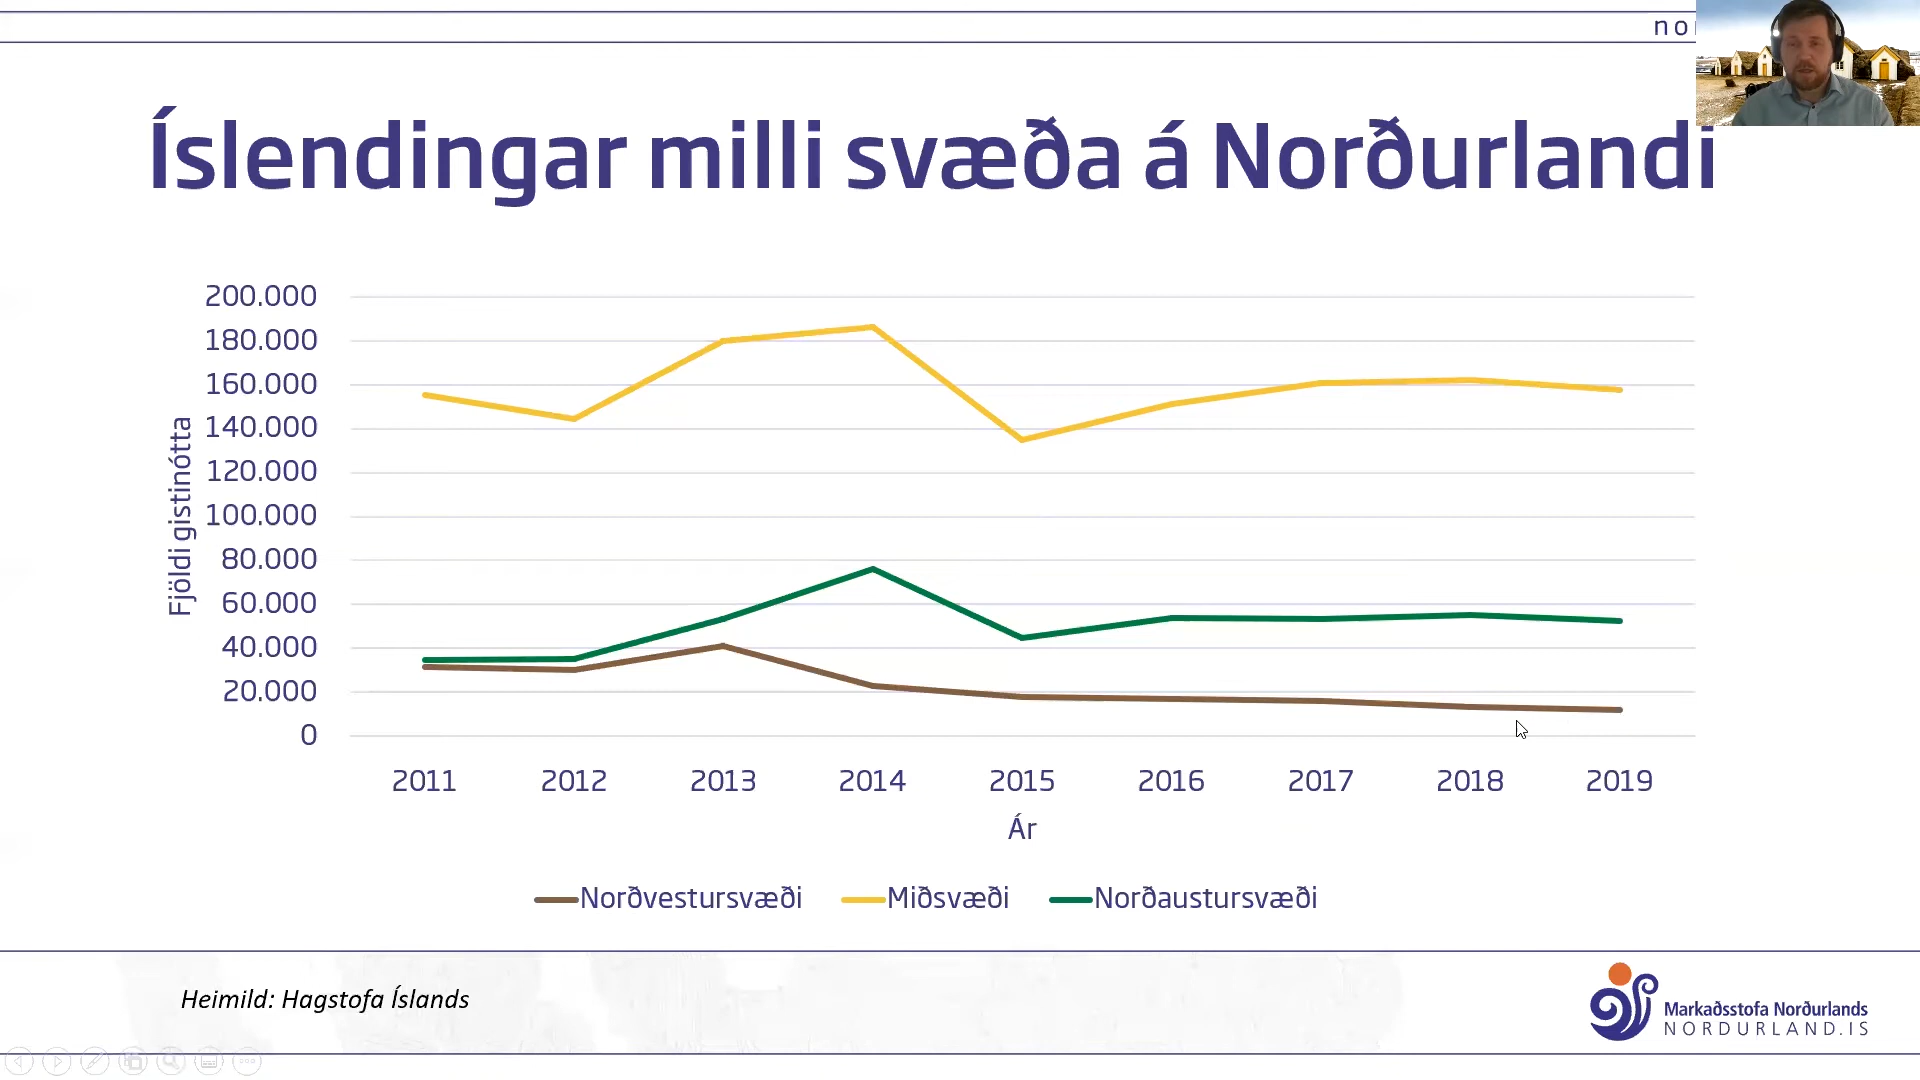 no
Íslendingar milli svæða á Norðurlandi
200.000
180.000
160.000
140.000
120.000
100.000
80.000
60.000
40.000
20.000
0
Fjöldi gistinótta
2011 2012 2013 2014 2015 2016 2017 2018 2019
Ár
Norðvestursvæði Miðsvæði Norðaustursvæði
Heimild: Hagstofa Íslands
Markaðsstofa Norðurlands
NORDURLAND.IS